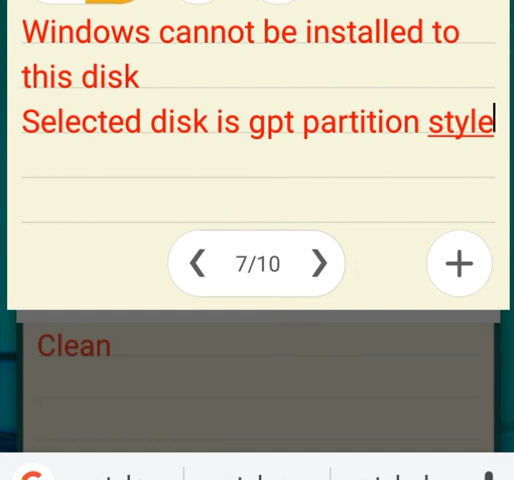 Windows cannot be installed to
this disk
Selected disk is gpt partition style
7/10
Clean